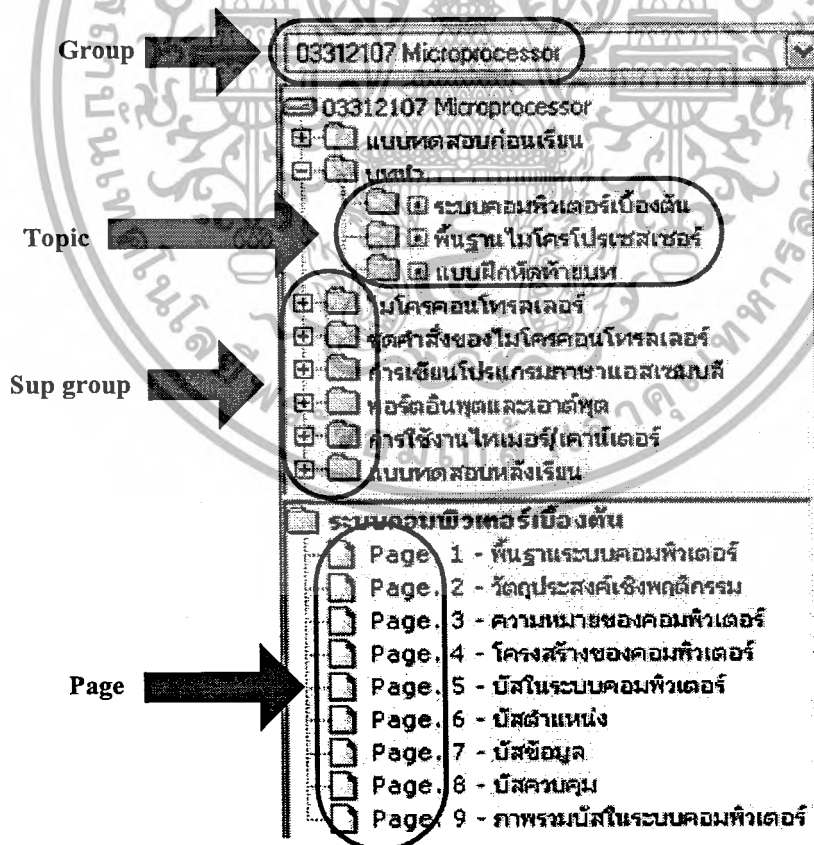 Group
03312107 Microprocessor
03312107 Microprocessor
แบบทดสอบก่อนเรียน
บทนำ
ระบบคอมพิวเตอร์เบื้องต้น
Topic
พื้นฐานไมโครโปรเซสเซอร์
แบบฝึกหัดท้ายบท
ไมโครคอนโทรลเลอร์
ชุดคำสั่งของไมโครคอนโทรลเลอร์
Sup group
การเขียนโปรแกรมภาษาแอสเซมบลี
พอร์ตอินพุตและเอาต์พุต
การใช้งานไทเมอร์/เคาน์เตอร์
แบบทดสอบหลังเรียน
ระบบคอมพิวเตอร์เบื้องต้น
Page. 1 - พื้นฐานระบบคอมพิวเตอร์
Page. 2 - วัตถุประสงค์เชิงพฤติกรรม
Page. 3 - ความหมายของคอมพิวเตอร์
Page. 4 - โครงสร้างของคอมพิวเตอร์
Page
Page. 5 - บัสในระบบคอมพิวเตอร์
Page. 6 - บัสตำแหน่ง
Page. 7 - บัสข้อมูล
Page. 8 - บัสควบคุม
Page. 9 - ภาพรวมบัสในระบบคอมพิวเตอร์